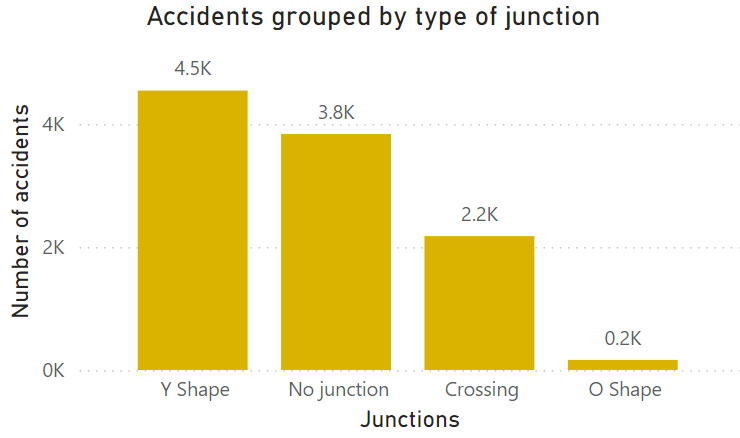 Accidents grouped by type of junction
Number of accidents
4K
2K
0K
4.5K
3.8K
2.2K
0.2K
Y Shape
No junction
Crossing
O Shape
Junctions